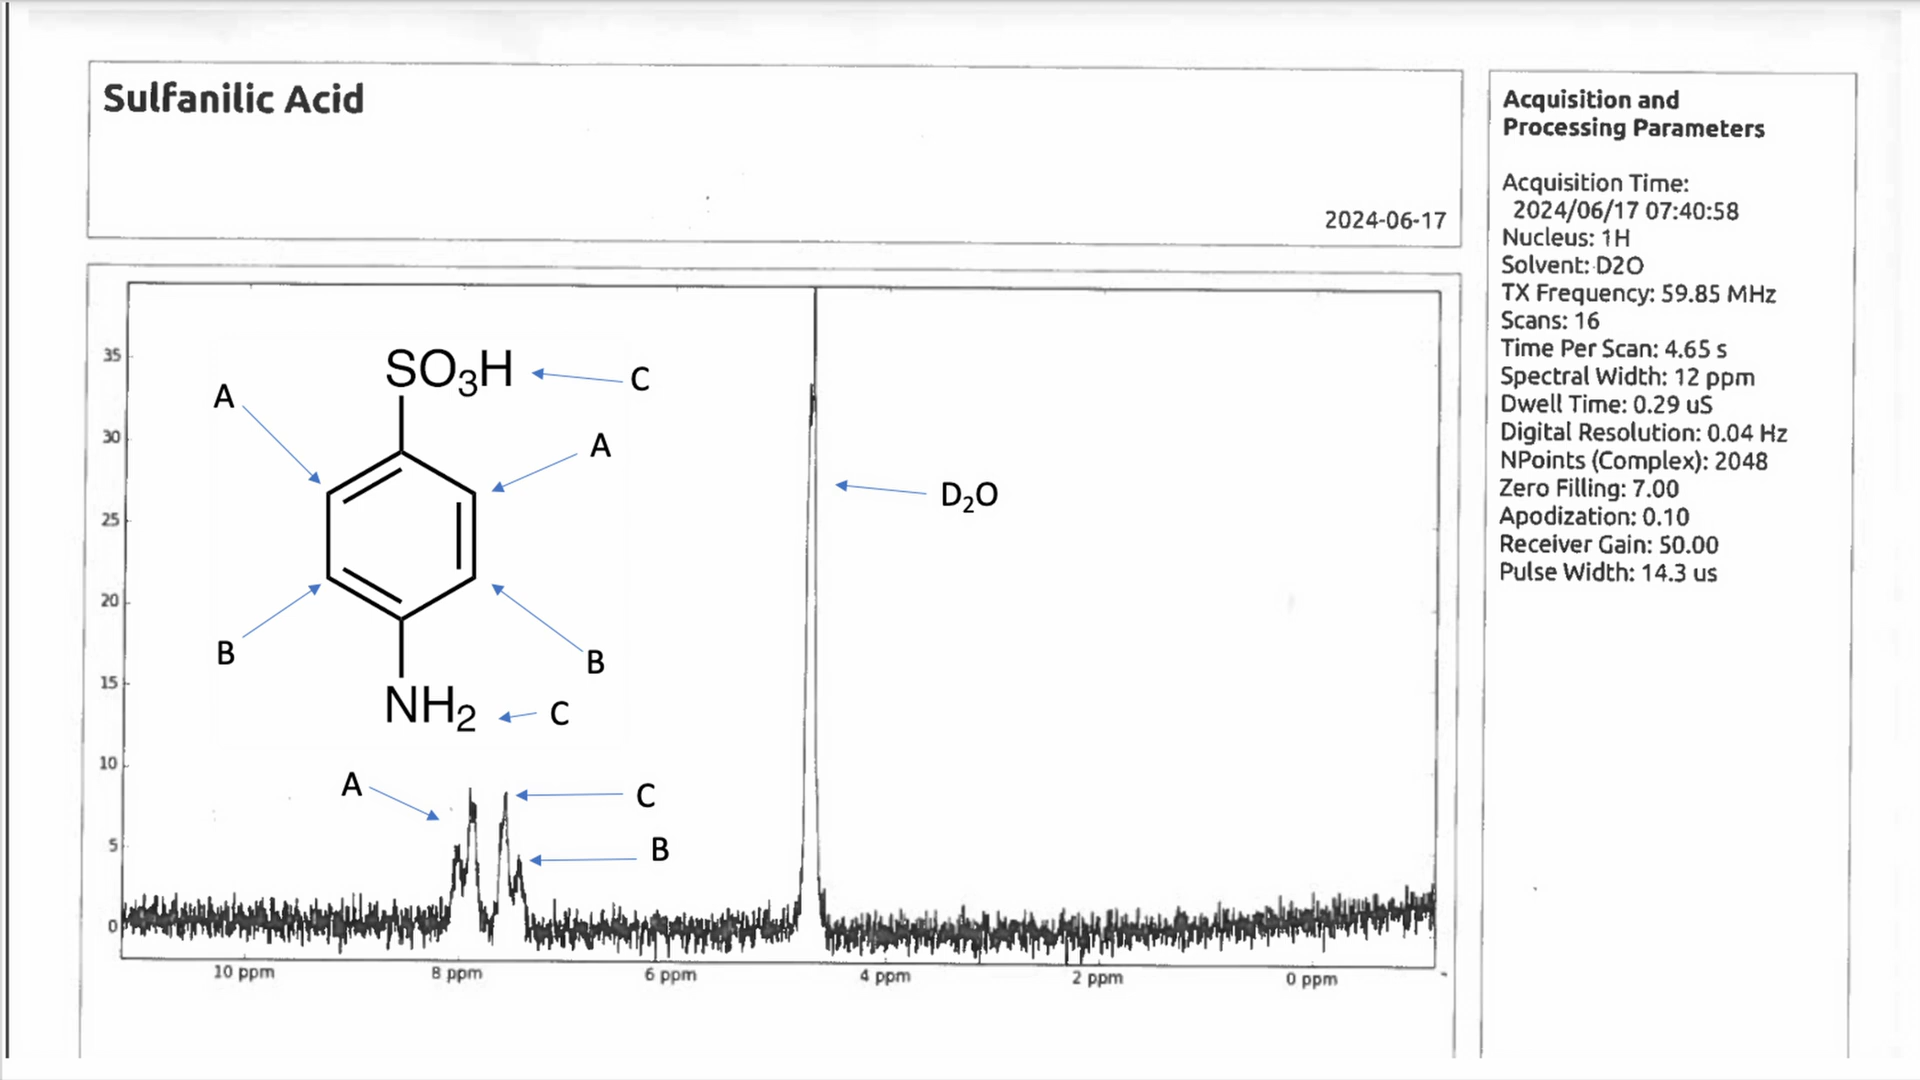 Sulfanilic Acid
2024-06-17
Acquisition and
Processing Parameters
Acquisition Time:
2024/06/17 07:40:58
Nucleus: 1H
Solvent: D2O
TX Frequency: 59.85 MHz
Scans: 16
Time Per Scan: 4.65 s
Spectral Width: 12 ppm
Dwell Time: 0.29 uS
Digital Resolution: 0.04 Hz
NPoints (Complex): 2048
Zero Filling: 7.00
Apodization: 0.10
Receiver Gain: 50.00
Pulse Width: 14.3 us
35
30
25
20
15
10
5
0
SO₃H
C
A
A
B
B
NH₂
C
A
C
B
D₂O
10 ppm
8 ppm
6 ppm
4 ppm
2 ppm
0 ppm